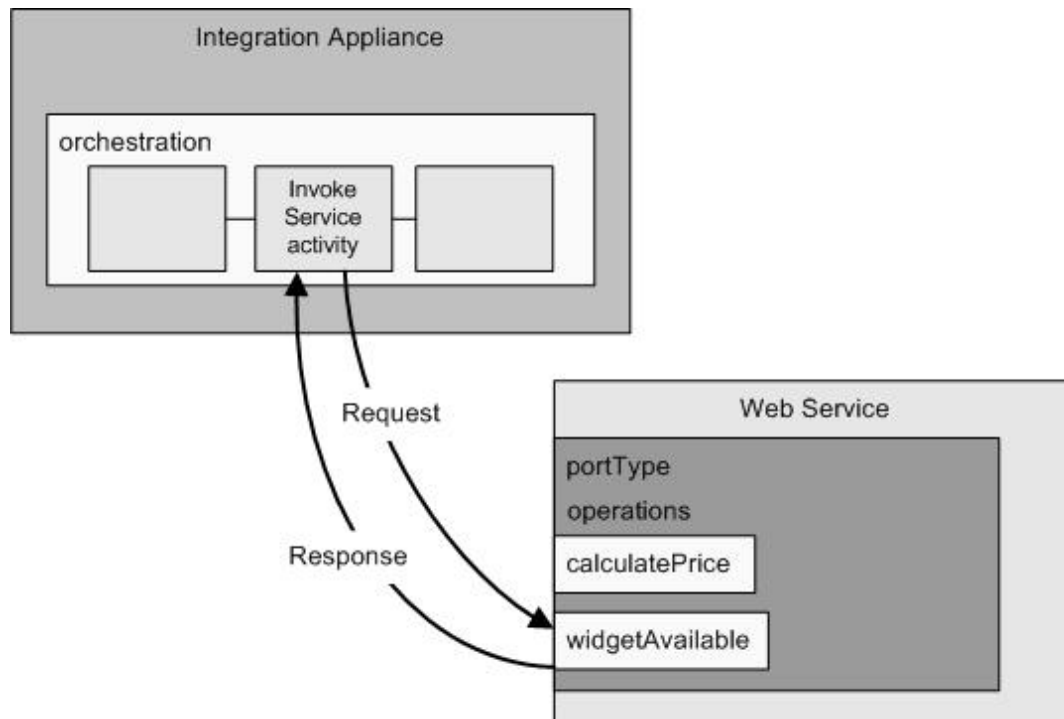 Integration Appliance
orchestration
Invoke
Service
activity
Request
Response
Web Service
portType
operations
calculatePrice
widgetAvailable